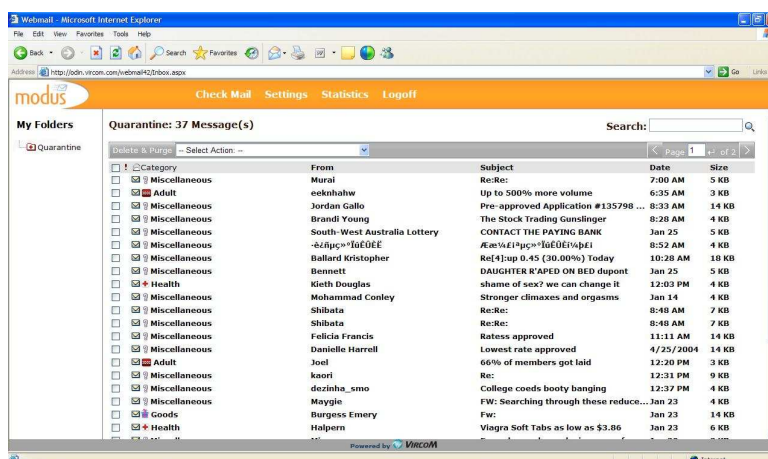 Webmail - Microsoft Internet Explorer
File Edit View Favorites Tools Help
Back Search Favorites
Address http://odin.vircom.com/webmail42/Inbox.aspx Go Links
modus Check Mail Settings Statistics Logoff
My Folders Quarantine: 37 Message(s) Search:
Quarantine Delete & Purge -- Select Action: -- Page 1 of 2
! Category From Subject Date Size
Miscellaneous Murai Re:Re: 7:00 AM 5 KB
Adult eeknhahw Up to 500% more volume 6:35 AM 3 KB
Miscellaneous Jordan Gallo Pre-approved Application #135798 ... 8:33 AM 14 KB
Miscellaneous Brandi Young The Stock Trading Gunslinger 8:28 AM 4 KB
Miscellaneous South-West Australia Lottery CONTACT THE PAYING BANK Jan 25 5 KB
Miscellaneous 8:52 AM 4 KB
Miscellaneous Ballard Kristopher Re[4]:up 0.45 (30.00%) Today 10:28 AM 18 KB
Miscellaneous Bennett DAUGHTER R'APED ON BED dupont Jan 25 5 KB
Health Kieth Douglas shame of sex? we can change it 12:03 PM 4 KB
Miscellaneous Mohammad Conley Stronger climaxes and orgasms Jan 14 4 KB
Miscellaneous Shibata Re:Re: 8:48 AM 7 KB
Miscellaneous Shibata Re:Re: 8:48 AM 7 KB
Miscellaneous Felicia Francis Ratess approved 11:11 AM 14 KB
Miscellaneous Danielle Harrell Lowest rate approved 4/25/2004 14 KB
Adult Joel 66% of members got laid 12:20 PM 3 KB
Miscellaneous kaori Re: 12:31 PM 9 KB
Miscellaneous dezinha_smo College coeds booty banging 12:37 PM 4 KB
Miscellaneous Maygie FW: Searching through these reduce... Jan 23 4 KB
Goods Burgess Emery Fw: Jan 23 14 KB
Health Halpern Viagra Soft Tabs as low as $3.86 Jan 23 6 KB
Powered by VIRCOM
Internet